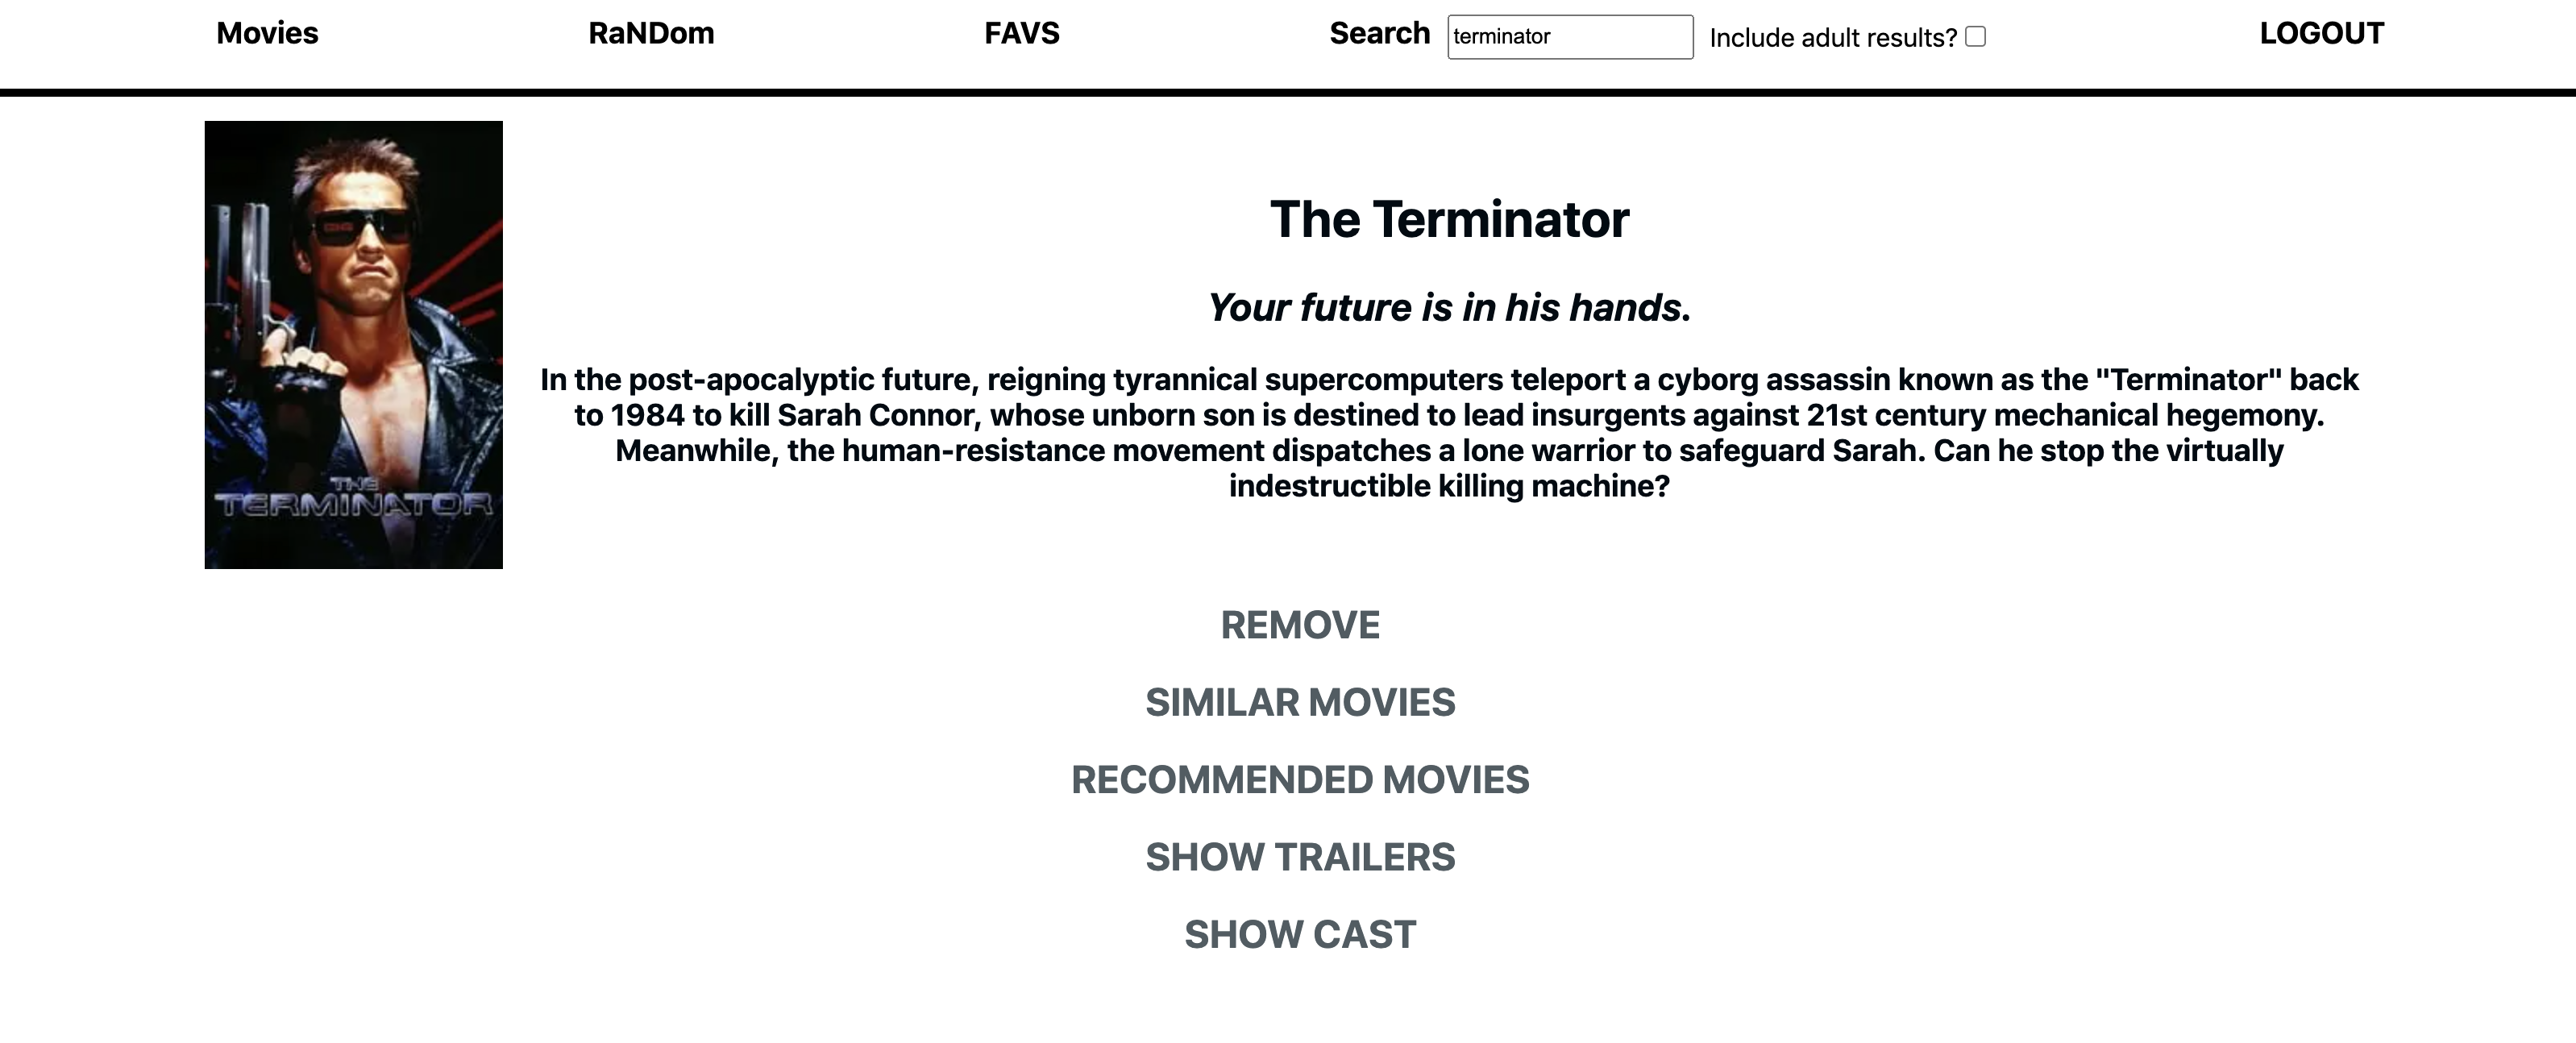 Movies RaNDom FAVS Search terminator Include adult results? LOGOUT
THE
TERMINATOR
The Terminator
Your future is in his hands.
In the post-apocalyptic future, reigning tyrannical supercomputers teleport a cyborg assassin known as the "Terminator" back
to 1984 to kill Sarah Connor, whose unborn son is destined to lead insurgents against 21st century mechanical hegemony.
Meanwhile, the human-resistance movement dispatches a lone warrior to safeguard Sarah. Can he stop the virtually
indestructible killing machine?
REMOVE
SIMILAR MOVIES
RECOMMENDED MOVIES
SHOW TRAILERS
SHOW CAST